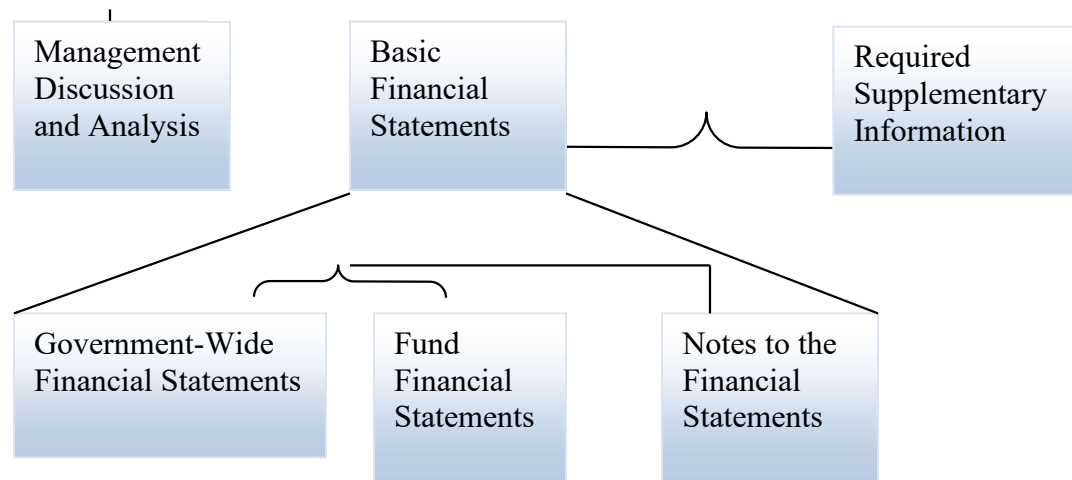 Management
Discussion
and Analysis
Basic
Financial
Statements
Required
Supplementary
Information
Government-Wide
Financial Statements
Fund
Financial
Statements
Notes to the
Financial
Statements